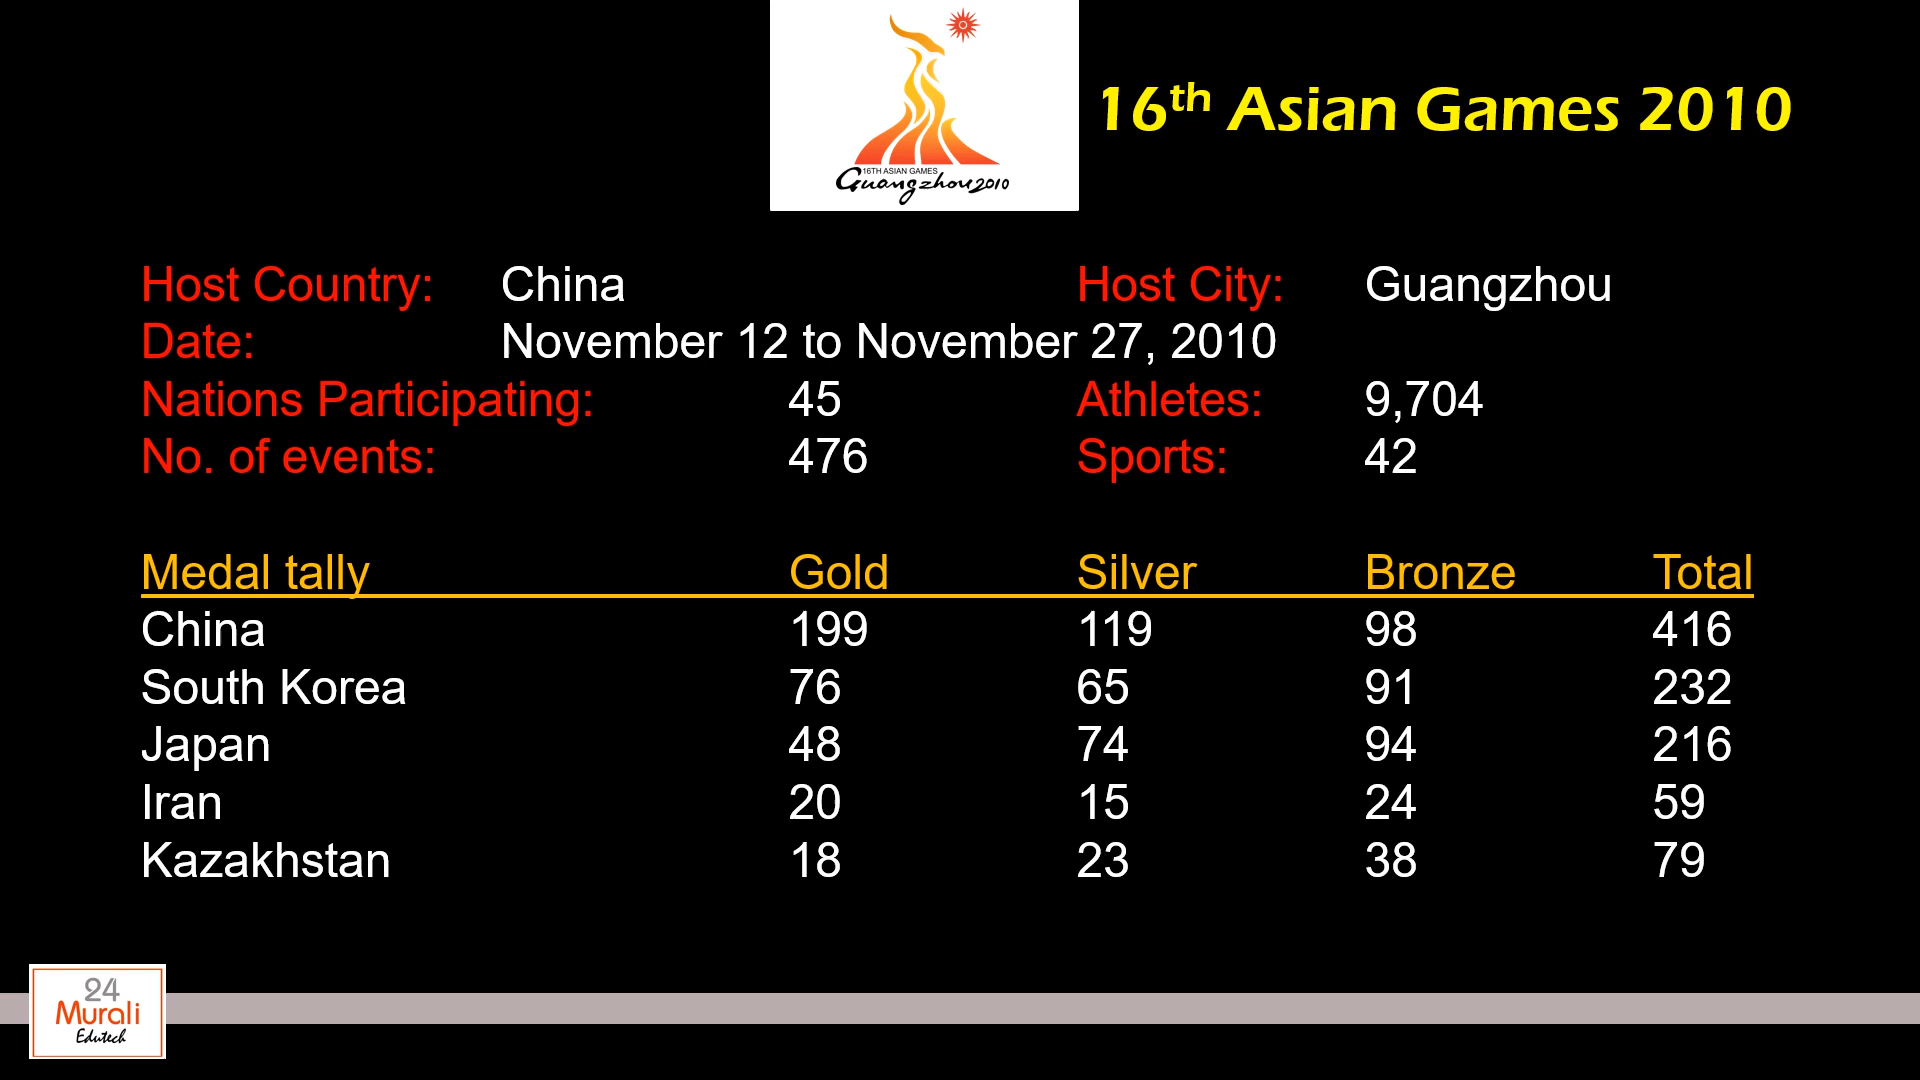 16th Asian Games 2010
16TH ASIAN GAMES
Guangzhou 2010
Host Country: China Host City: Guangzhou
Date: November 12 to November 27, 2010
Nations Participating: 45 Athletes: 9,704
No. of events: 476 Sports: 42
Medal tally Gold Silver Bronze Total
China 199 119 98 416
South Korea 76 65 91 232
Japan 48 74 94 216
Iran 20 15 24 59
Kazakhstan 18 23 38 79
24
Murali
Edutech